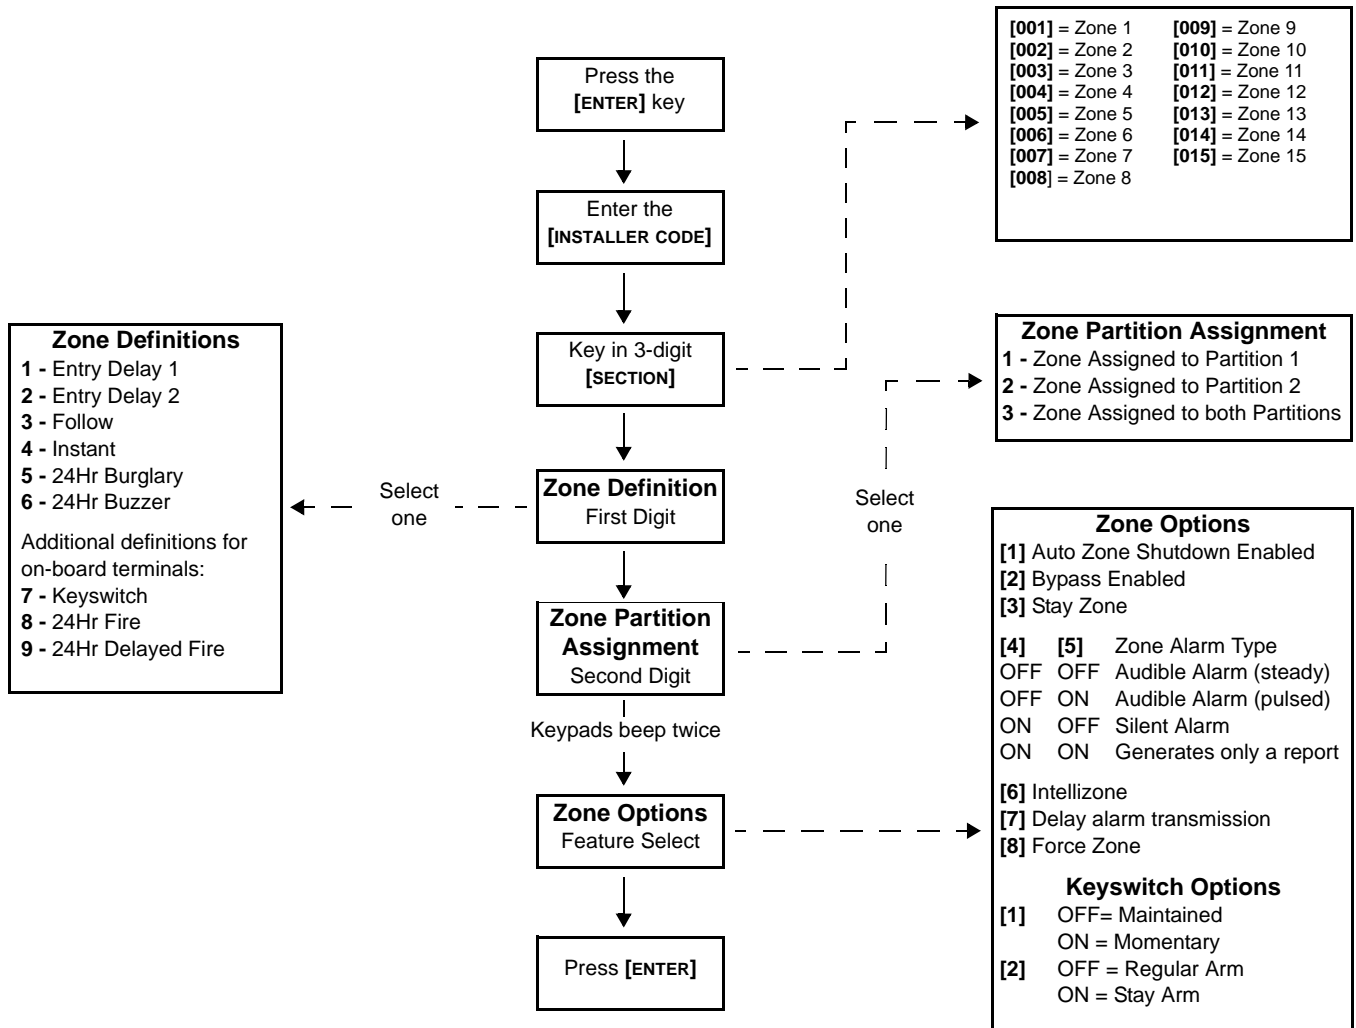 Press the
[ENTER] key
Enter the
[INSTALLER CODE]
Key in 3-digit
[SECTION]
Zone Definition
First Digit
Zone Partition
Assignment
Second Digit
Keypads beep twice
Zone Options
Feature Select
Press [ENTER]
Select
one
Zone Definitions
1 - Entry Delay 1
2 - Entry Delay 2
3 - Follow
4 - Instant
5 - 24Hr Burglary
6 - 24Hr Buzzer
Additional definitions for
on-board terminals:
7 - Keyswitch
8 - 24Hr Fire
9 - 24Hr Delayed Fire
[001] = Zone 1 [009] = Zone 9
[002] = Zone 2 [010] = Zone 10
[003] = Zone 3 [011] = Zone 11
[004] = Zone 4 [012] = Zone 12
[005] = Zone 5 [013] = Zone 13
[006] = Zone 6 [014] = Zone 14
[007] = Zone 7 [015] = Zone 15
[008] = Zone 8
Select
one
Zone Partition Assignment
1 - Zone Assigned to Partition 1
2 - Zone Assigned to Partition 2
3 - Zone Assigned to both Partitions
Zone Options
[1] Auto Zone Shutdown Enabled
[2] Bypass Enabled
[3] Stay Zone
[4] [5] Zone Alarm Type
OFF OFF Audible Alarm (steady)
OFF ON Audible Alarm (pulsed)
ON OFF Silent Alarm
ON ON Generates only a report
[6] Intellizone
[7] Delay alarm transmission
[8] Force Zone
Keyswitch Options
[1] OFF= Maintained
ON = Momentary
[2] OFF = Regular Arm
ON = Stay Arm